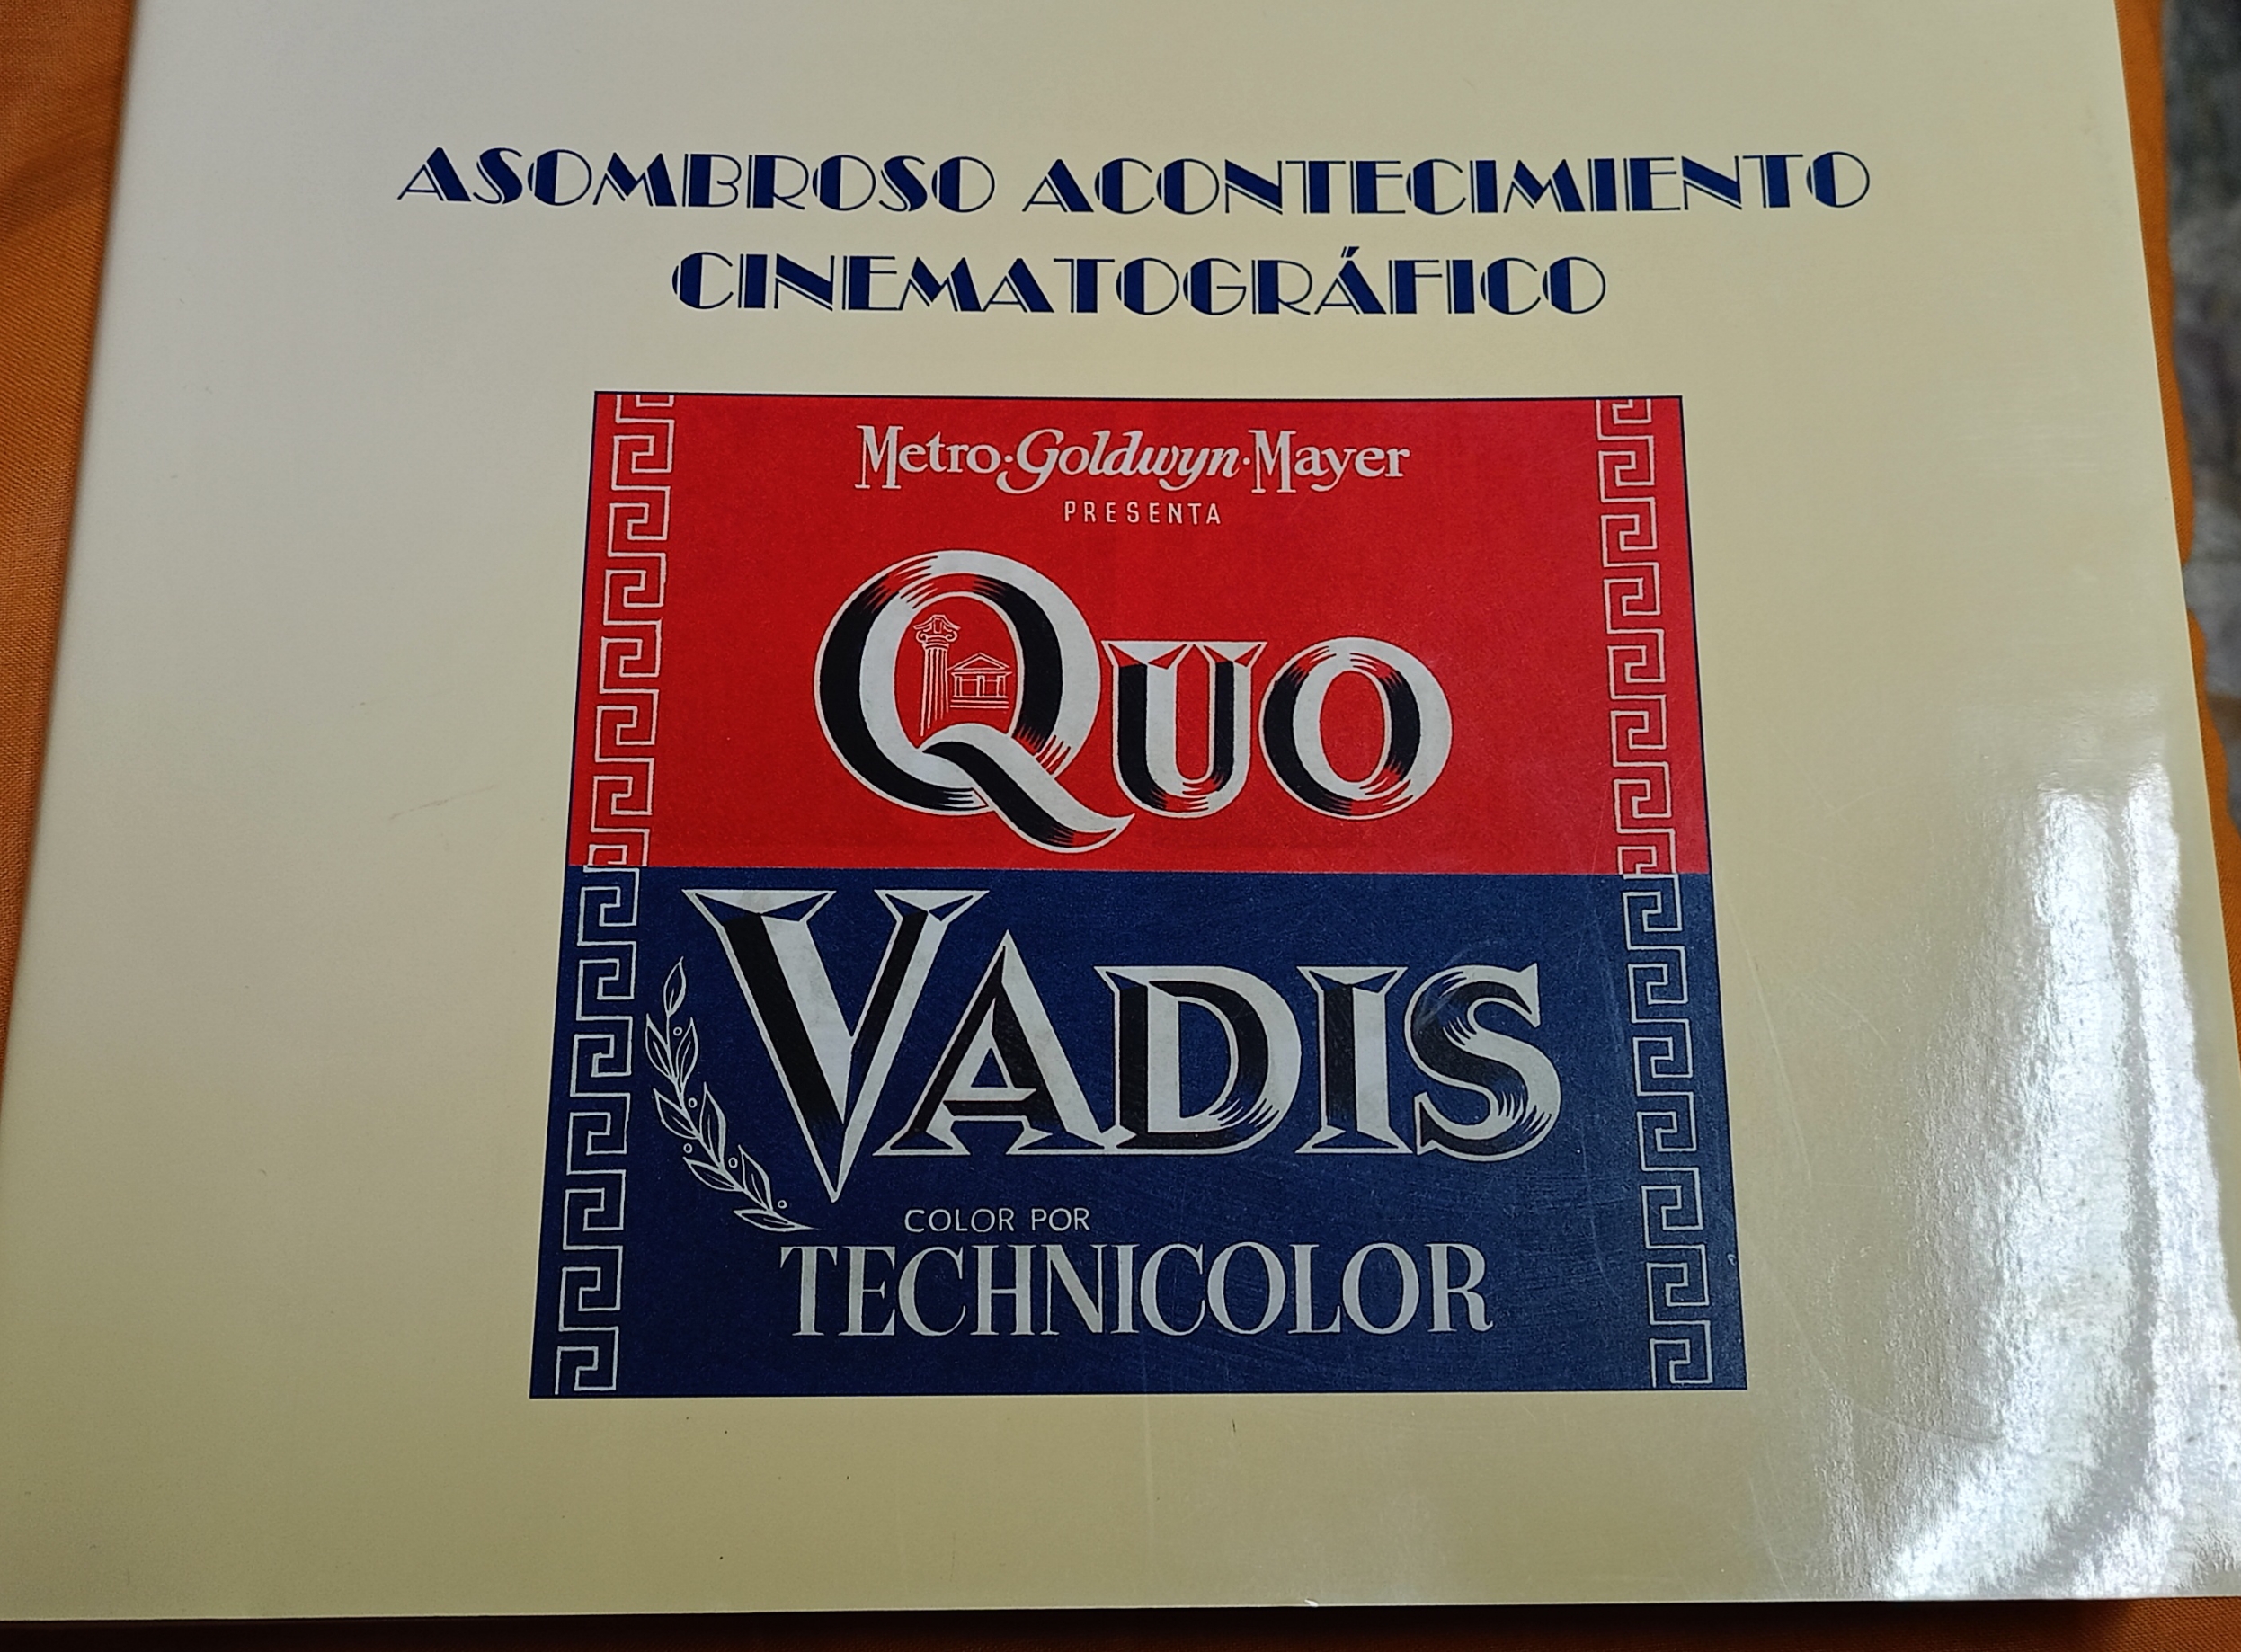 ASOMBROSO ACONTECIMIENTO
CINEMATOGRÁFICO
Metro-Goldwyn-Mayer
PRESENTA
QUO
VADIS
COLOR POR
TECHNICOLOR